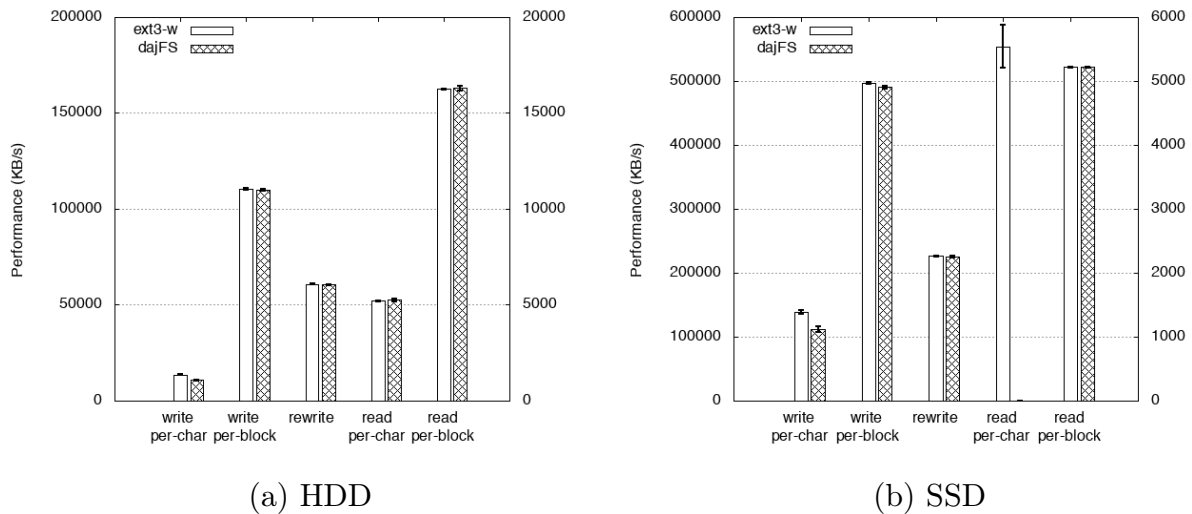 200000
20000
ext3-w
dajFS
150000
15000
100000
10000
50000
5000
0
0
Performance (KB/s)
write
per-char
write
per-block
rewrite
read
per-char
read
per-block
(a) HDD
600000
6000
ext3-w
dajFS
500000
5000
400000
4000
300000
3000
200000
2000
100000
1000
0
0
Performance (KB/s)
write
per-char
write
per-block
rewrite
read
per-char
read
per-block
(b) SSD